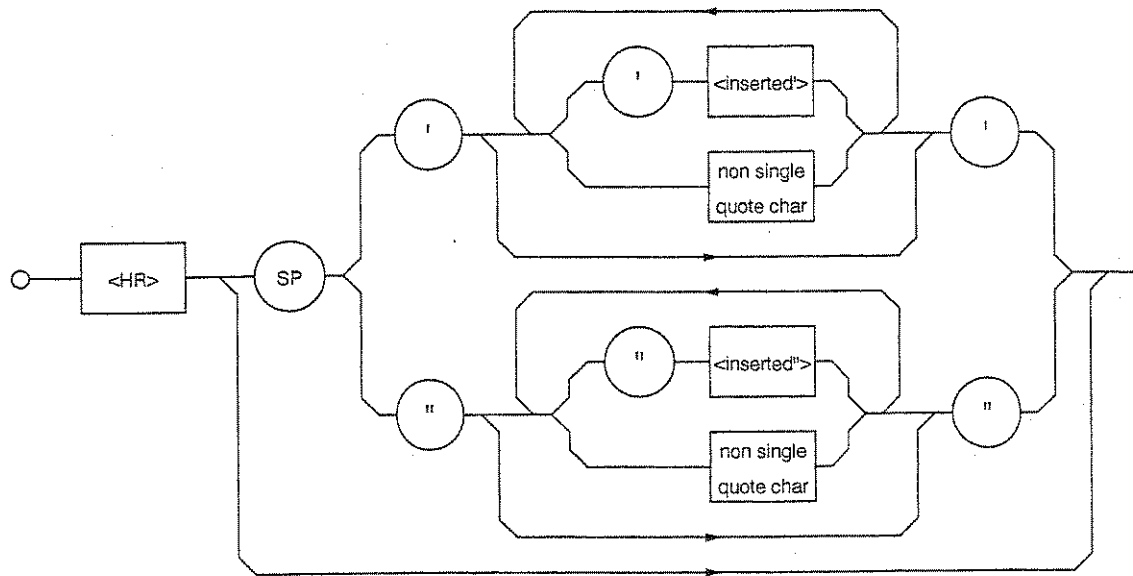 ' <inserted'>
' '
non single
quote char
<HR> SP
" <inserted">
" "
non single
quote char